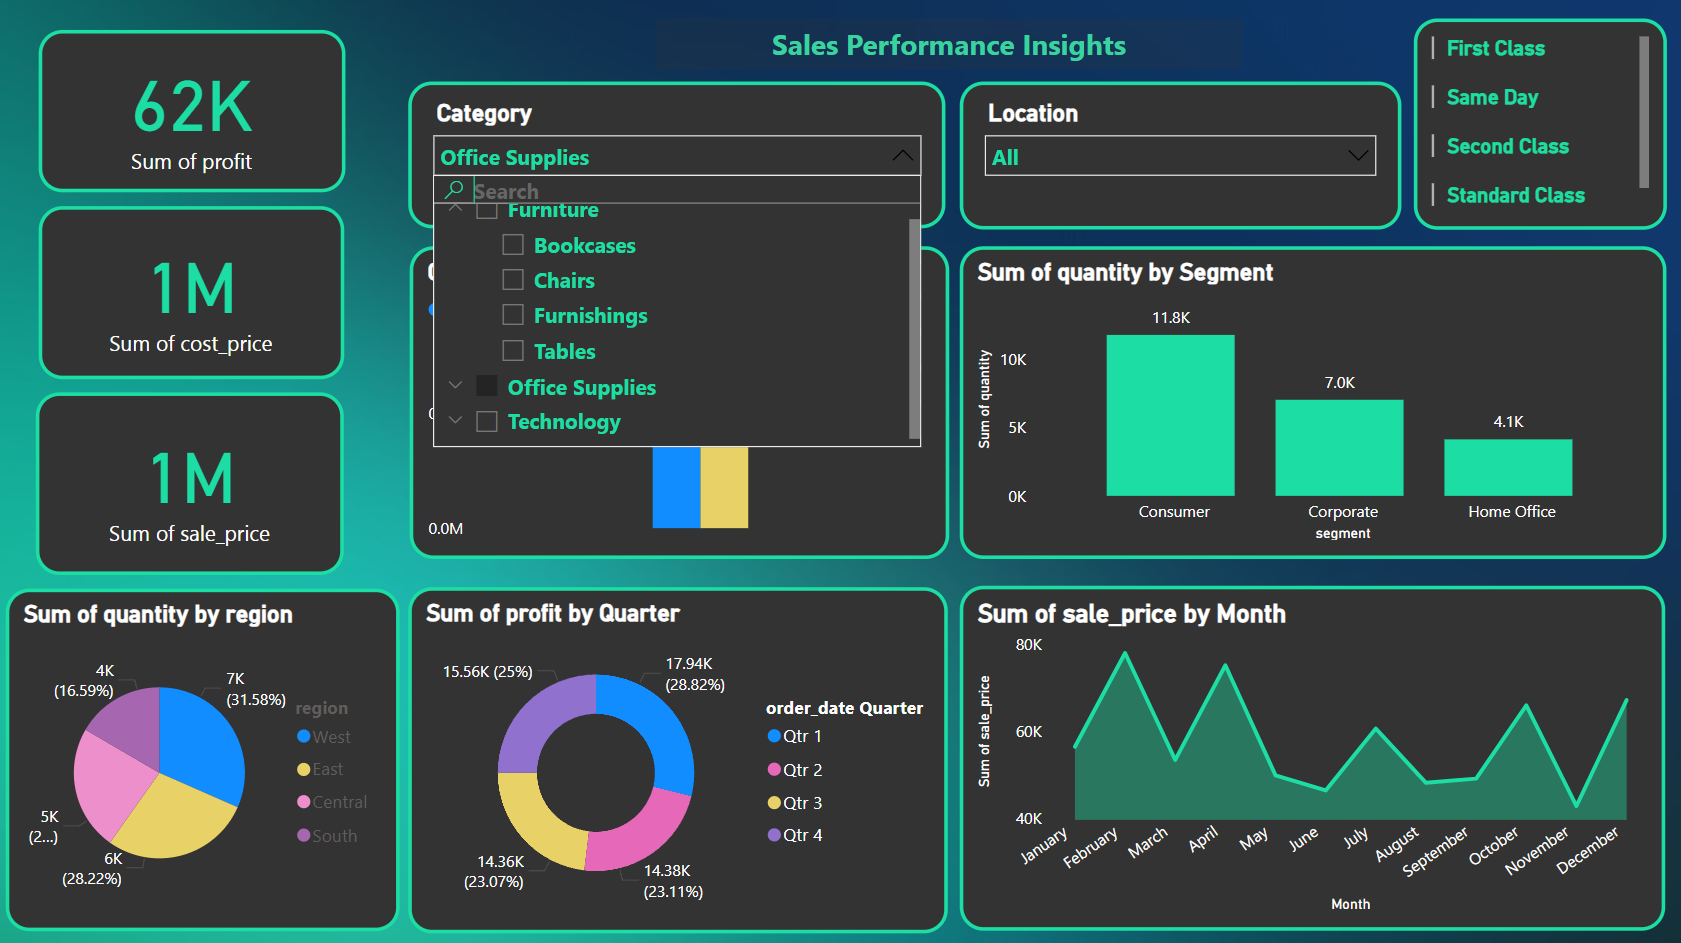 Sales Performance Insights
62K
Sum of profit
1M
Sum of cost_price
1M
Sum of sale_price
Category
Office Supplies
Search
Furniture
Bookcases
Chairs
Furnishings
Tables
Office Supplies
Technology
0.0M
Location
All
First Class
Same Day
Second Class
Standard Class
Sum of quantity by Segment
Sum of quantity
10K
5K
0K
11.8K
7.0K
4.1K
Consumer
Corporate
Home Office
segment
Sum of quantity by region
4K
(16.59%)
7K
(31.58%)
5K
(2...)
6K
(28.22%)
region
West
East
Central
South
Sum of profit by Quarter
15.56K (25%)
17.94K
(28.82%)
14.36K
(23.07%)
14.38K
(23.11%)
order_date Quarter
Qtr 1
Qtr 2
Qtr 3
Qtr 4
Sum of sale_price by Month
Sum of sale_price
80K
60K
40K
January
February
March
April
May
June
July
August
September
October
November
December
Month